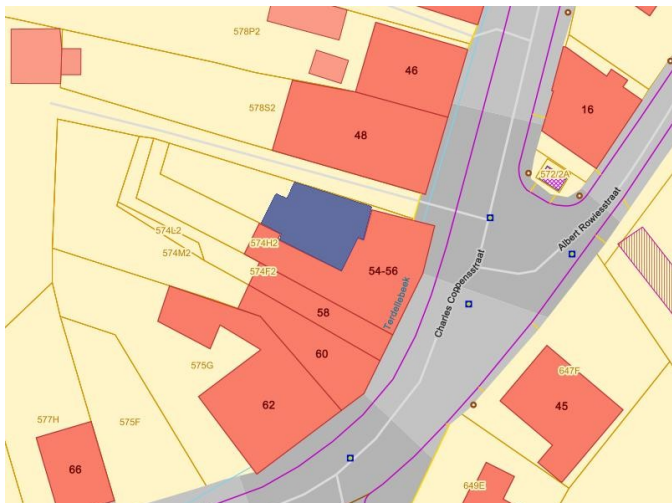 578P2
46
16
578S2
48
572/2A
Albert Rowiesstraat
574L2
574H2
574M2
574F2
54-56
Charles Coppensstraat
Terdellebeek
58
60
575G
647F
62
45
577H
575F
66
649E